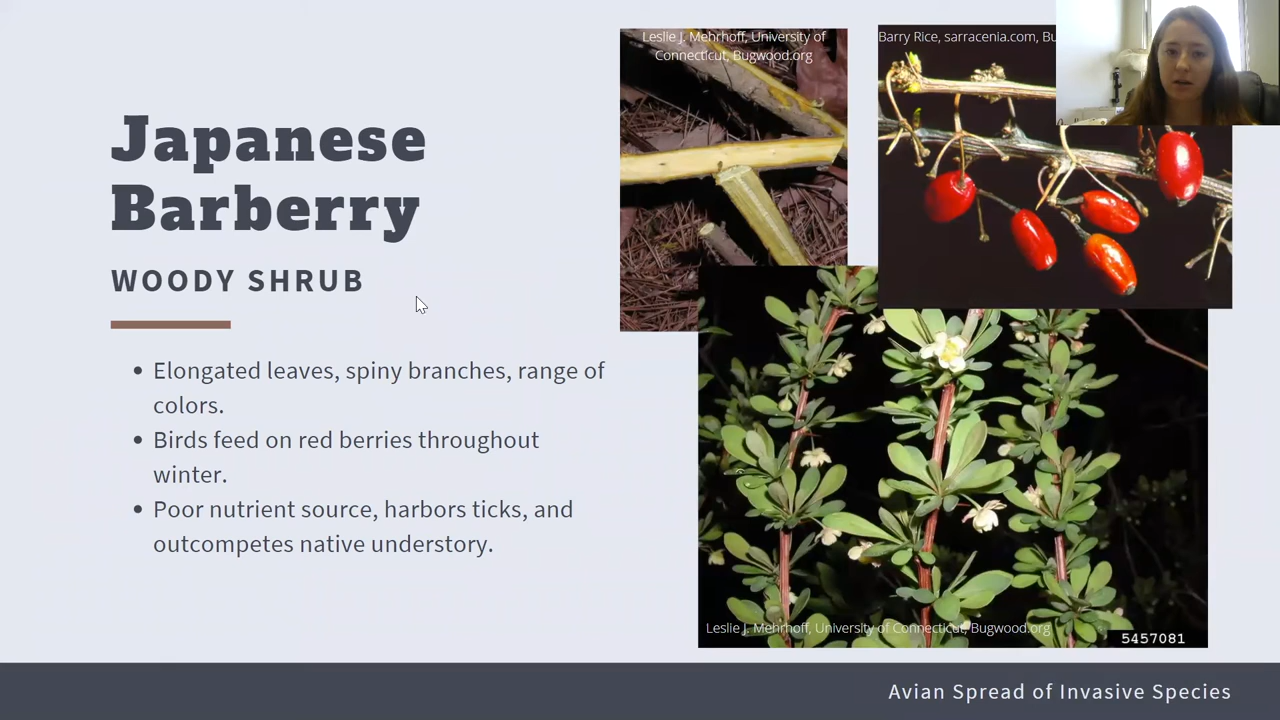 Japanese
Barberry
WOODY SHRUB
• Elongated leaves, spiny branches, range of
colors.
• Birds feed on red berries throughout
winter.
• Poor nutrient source, harbors ticks, and
outcompetes native understory.
Leslie J. Mehrhoff, University of
Connecticut, Bugwood.org
Barry Rice, sarracenia.com,
Leslie J. Mehrhoff, University of Connecticut, Bugwood.org
5457081
Avian Spread of Invasive Species